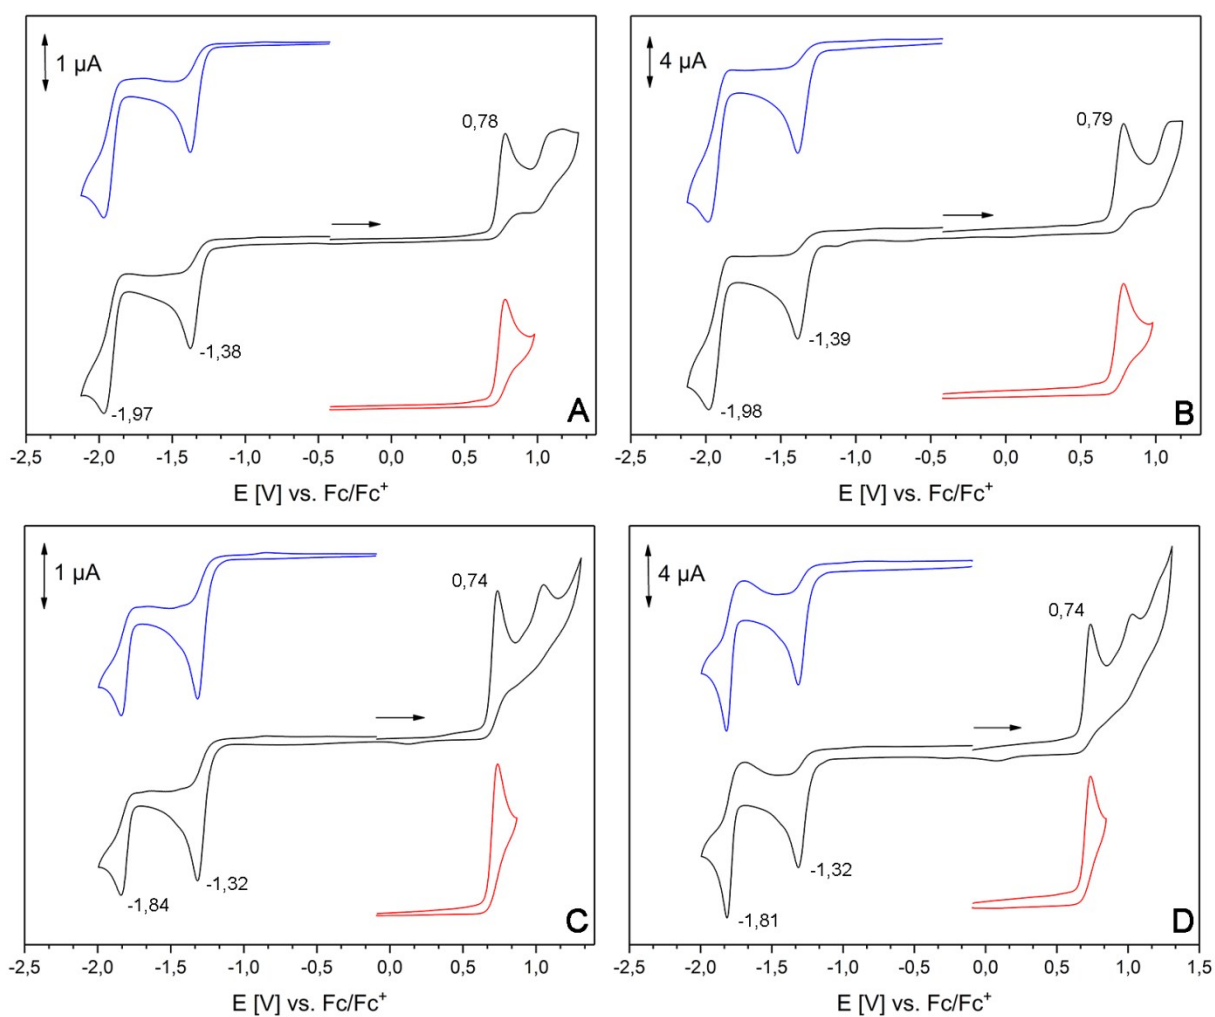 1 µA
0,78
-1,38
-1,97
A
-2,5 -2,0 -1,5 -1,0 -0,5 0,0 0,5 1,0
E [V] vs. Fc/Fc+
4 µA
0,79
-1,39
-1,98
B
-2,5 -2,0 -1,5 -1,0 -0,5 0,0 0,5 1,0
E [V] vs. Fc/Fc+
1 µA
0,74
-1,32
-1,84
C
-2,5 -2,0 -1,5 -1,0 -0,5 0,0 0,5 1,0
E [V] vs. Fc/Fc+
4 µA
0,74
-1,32
-1,81
D
-2,5 -2,0 -1,5 -1,0 -0,5 0,0 0,5 1,0 1,5
E [V] vs. Fc/Fc+